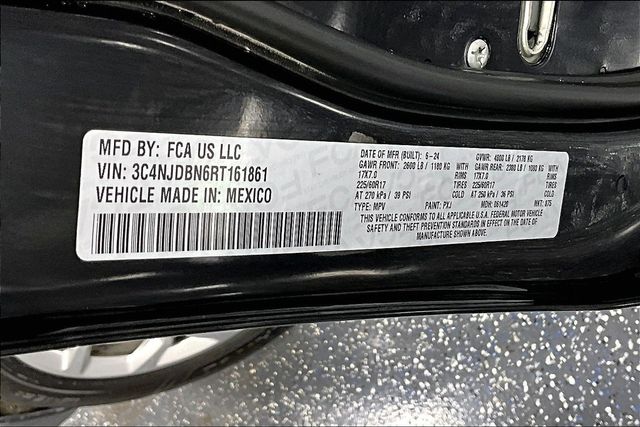 MFD BY: FCA US LLC
VIN: 3C4NJDBN6RT161861
VEHICLE MADE IN: MEXICO
DATE OF MFR (BUILT): 6-24 GVWR: 4800 LB / 2178 KG
GAWR FRONT: 2600 LB / 1180 KG GAWR REAR: 2380 LB / 1080 KG
17X7.0 17X7.0
225/60R17 TIRES 225/60R17 TIRES
AT 270 kPa / 39 PSI COLD AT 250 kPa / 36 PSI COLD
TYPE: MPV PAINT: PXJ MDH: 061420 MKT: 875
THIS VEHICLE CONFORMS TO ALL APPLICABLE U.S.A. FEDERAL MOTOR VEHICLE
SAFETY AND THEFT PREVENTION STANDARDS IN EFFECT ON THE DATE OF
MANUFACTURE SHOWN ABOVE.